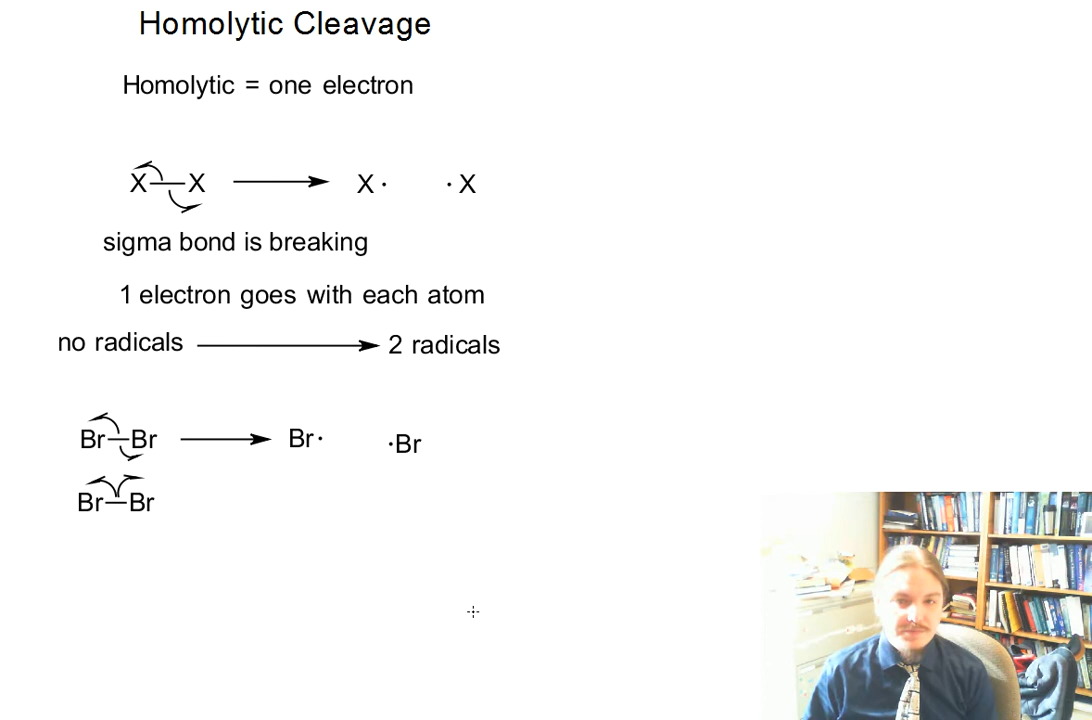 Homolytic Cleavage
Homolytic = one electron
X—X → X· ·X
sigma bond is breaking
1 electron goes with each atom
no radicals → 2 radicals
Br—Br → Br· ·Br
Br—Br